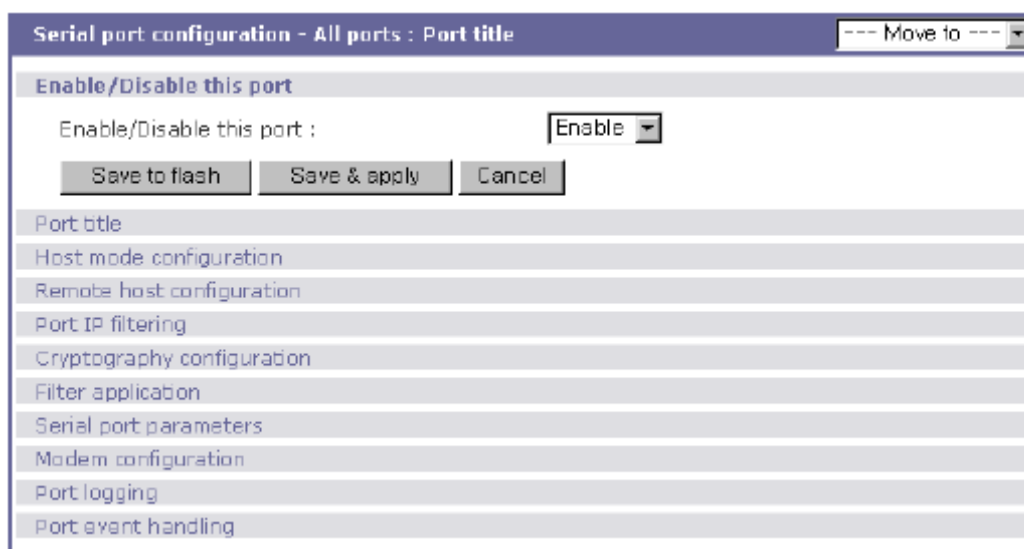 Serial port configuration - All ports : Port title --- Move to ---
Enable/Disable this port
Enable/Disable this port : Enable
Save to flash Save & apply Cancel
Port title
Host mode configuration
Remote host configuration
Port IP filtering
Cryptography configuration
Filter application
Serial port parameters
Modem configuration
Port logging
Port event handling